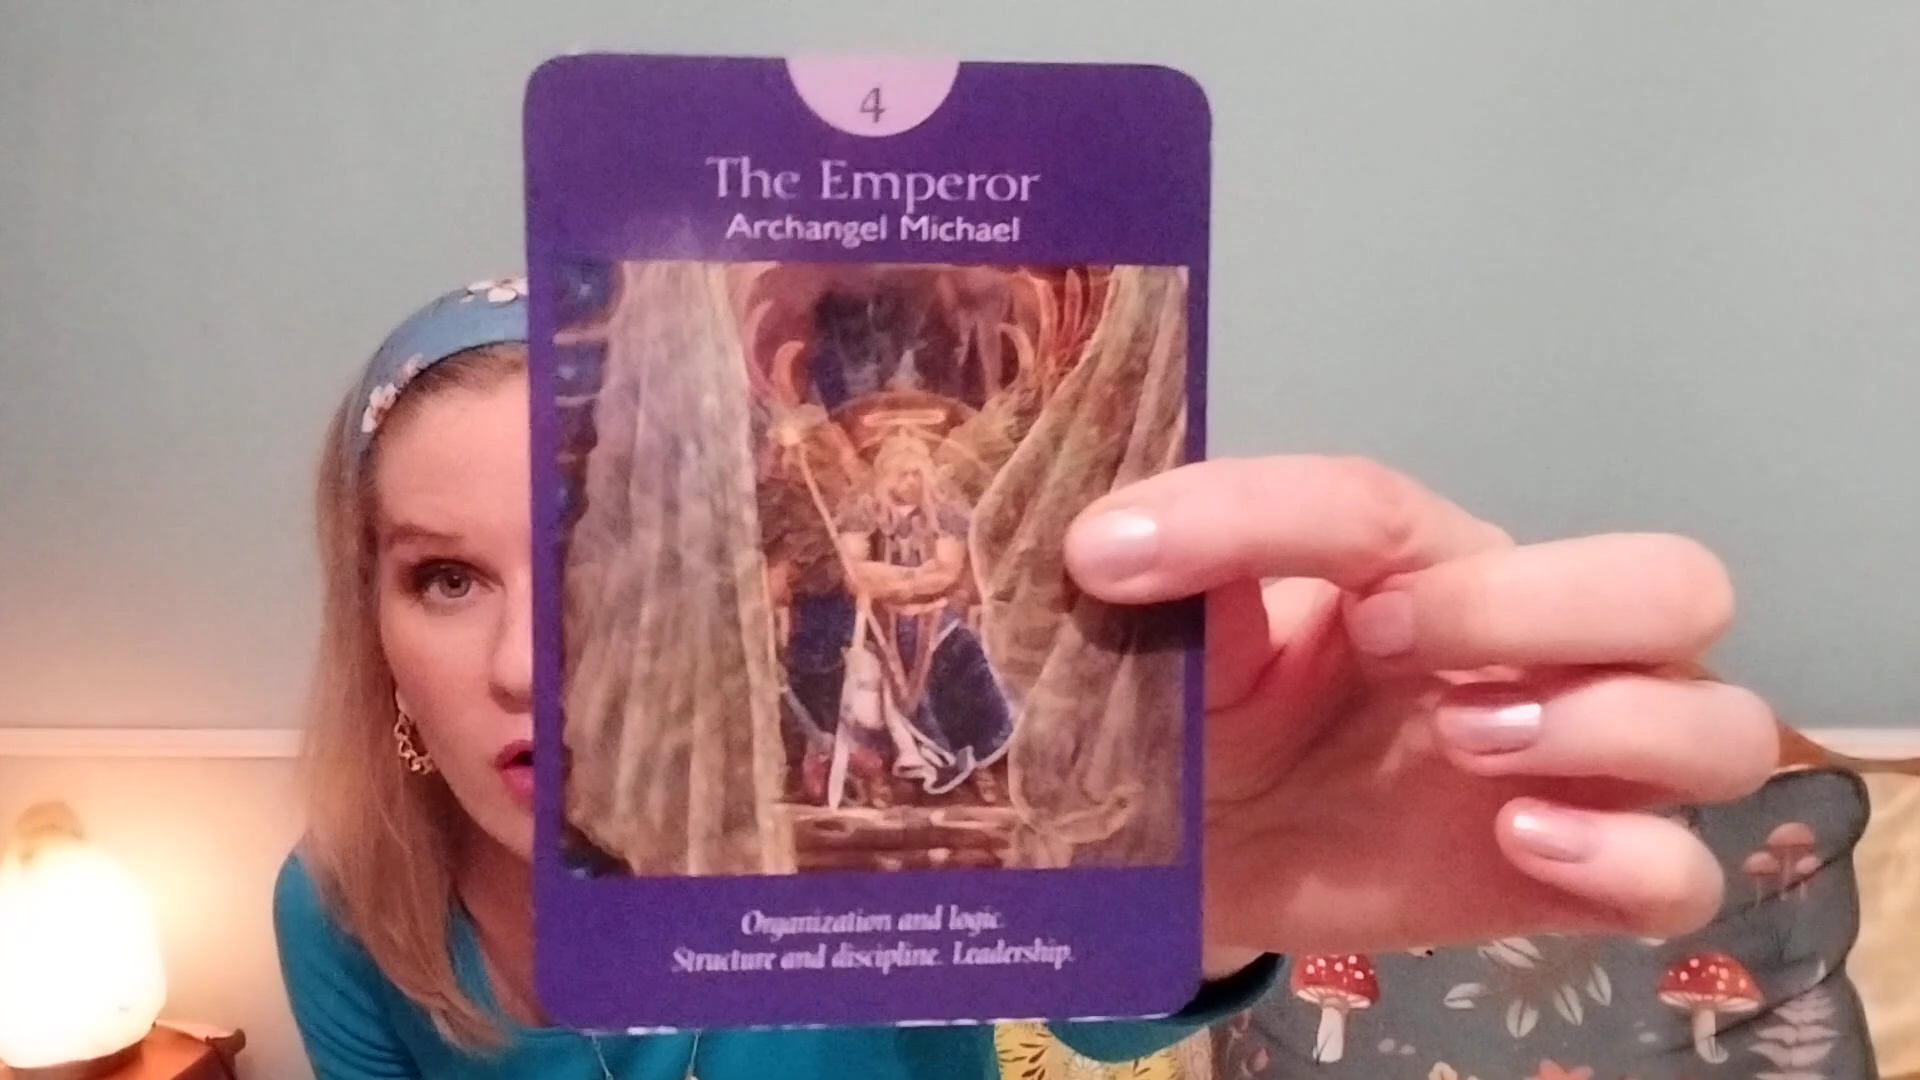 4
The Emperor
Archangel Michael
Organization and logic.
Structure and discipline. Leadership.